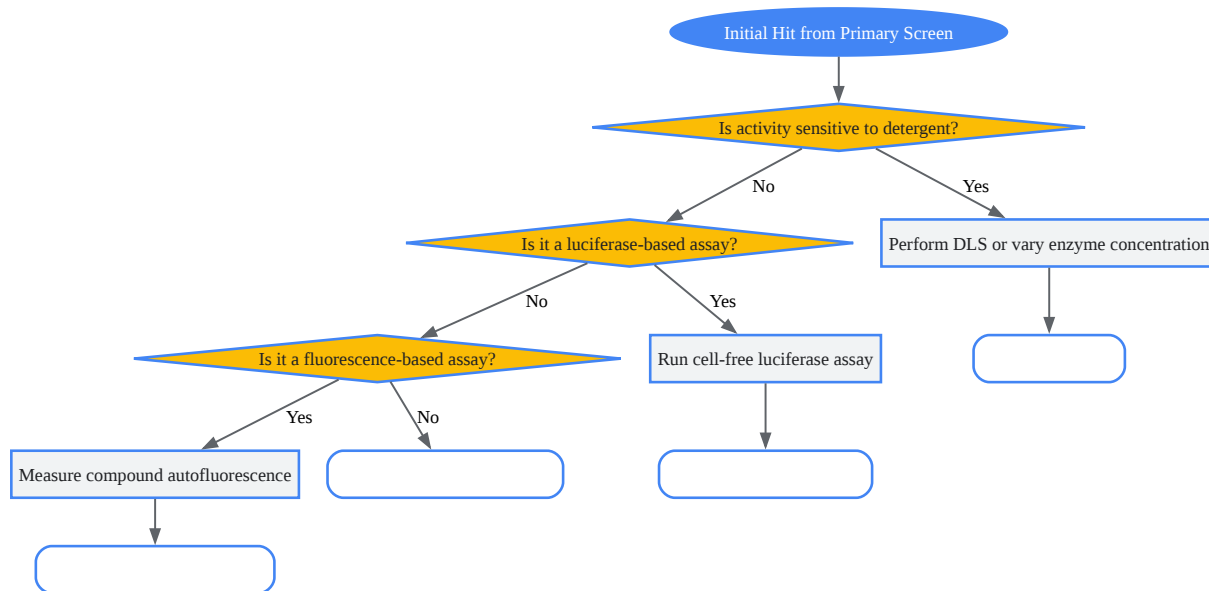 Initial Hit from Primary Screen
Is activity sensitive to detergent?
No
Yes
Is it a luciferase-based assay?
Perform DLS or vary enzyme concentration
No
Yes
Is it a fluorescence-based assay?
Run cell-free luciferase assay
Yes
No
Measure compound autofluorescence